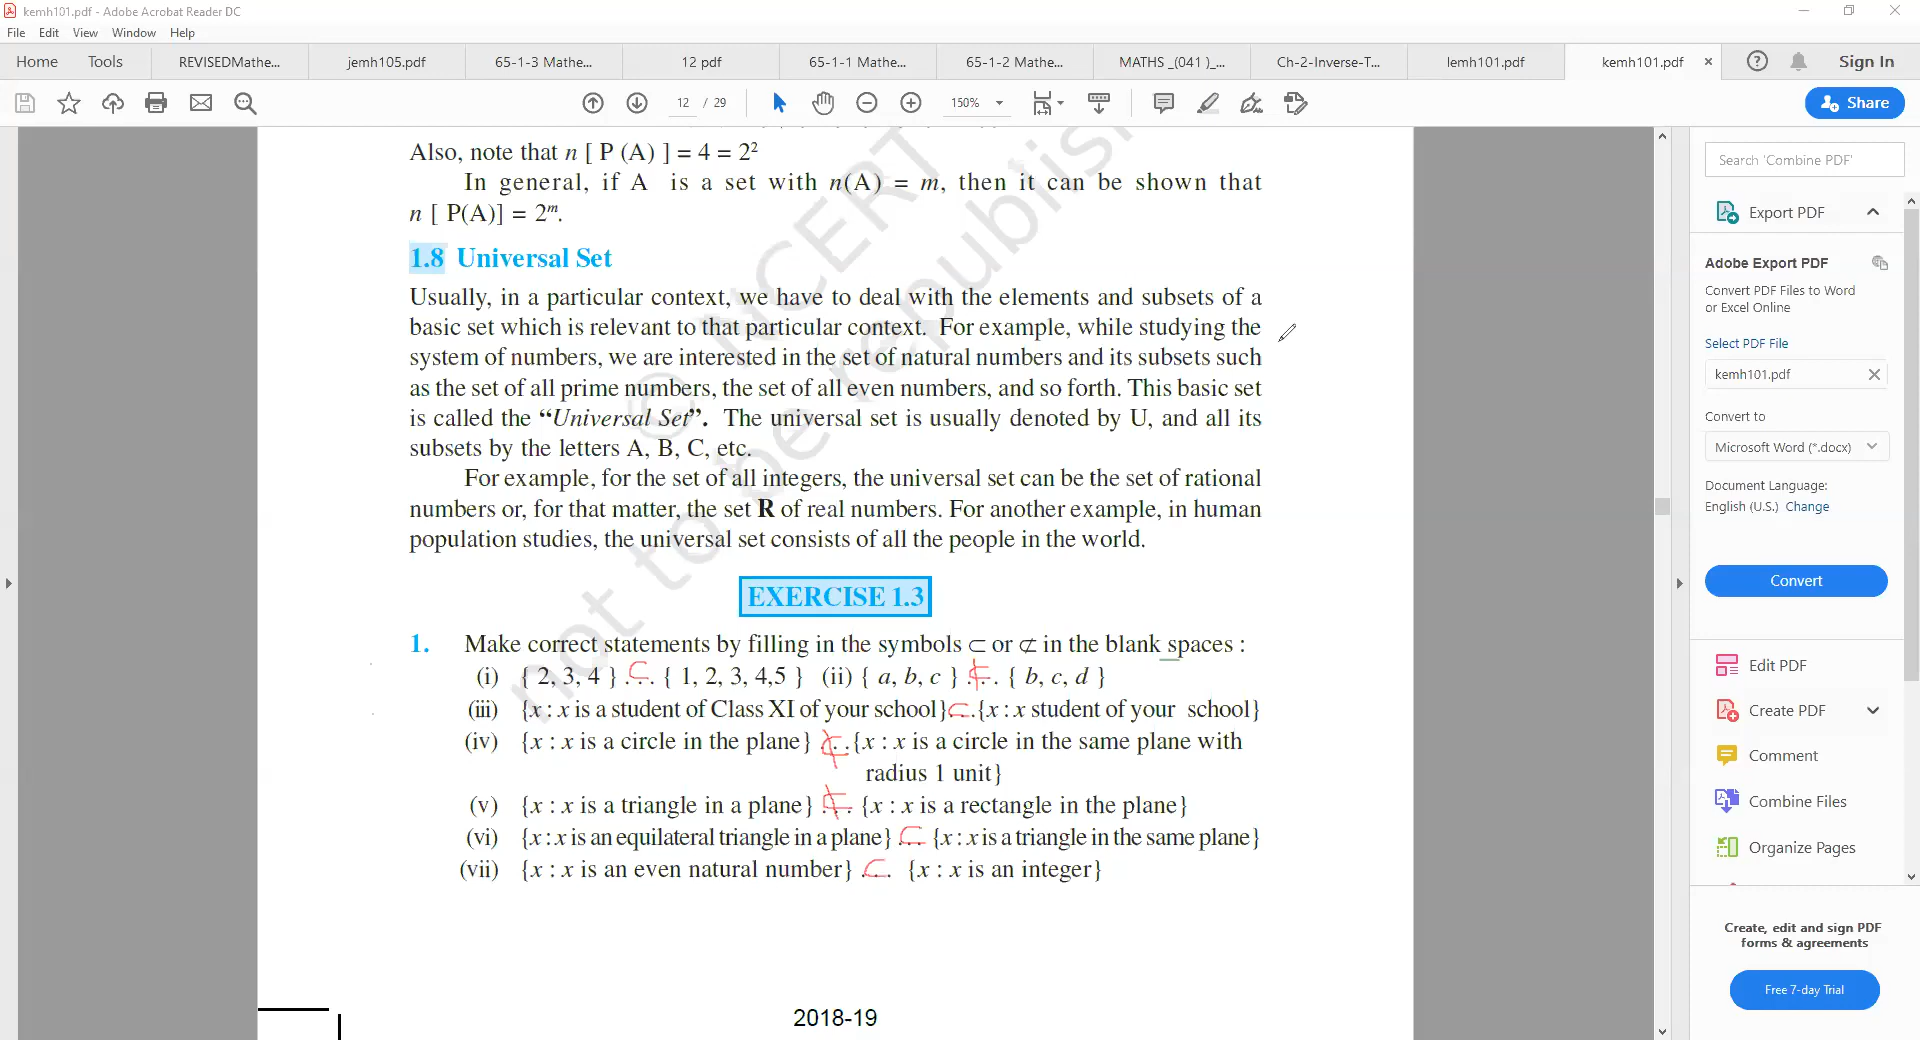 kemh101.pdf - Adobe Acrobat Reader DC
File Edit View Window Help
Home Tools REVISEDMathe... jemh105.pdf 65-1-3 Mathe... 12 pdf 65-1-1 Mathe... 65-1-2 Mathe... MATHS _(041 )_... Ch-2-Inverse-T... lemh101.pdf kemh101.pdf × Sign In
12 / 29 150% Share
Also, note that n [ P (A) ] = 4 = 2²
In general, if A is a set with n(A) = m, then it can be shown that
n [ P(A)] = 2ᵐ.
1.8 Universal Set
Usually, in a particular context, we have to deal with the elements and subsets of a
basic set which is relevant to that particular context. For example, while studying the
system of numbers, we are interested in the set of natural numbers and its subsets such
as the set of all prime numbers, the set of all even numbers, and so forth. This basic set
is called the “Universal Set”. The universal set is usually denoted by U, and all its
subsets by the letters A, B, C, etc.
For example, for the set of all integers, the universal set can be the set of rational
numbers or, for that matter, the set R of real numbers. For another example, in human
population studies, the universal set consists of all the people in the world.
EXERCISE 1.3
1. Make correct statements by filling in the symbols ⊂ or ⊄ in the blank spaces :
(i) { 2, 3, 4 } ⊂ . . . { 1, 2, 3, 4,5 } (ii) { a, b, c } ⊄ . . . { b, c, d }
(iii) {x : x is a student of Class XI of your school} ⊂ . . .{x : x student of your school}
(iv) {x : x is a circle in the plane} ⊄ . . .{x : x is a circle in the same plane with
radius 1 unit}
(v) {x : x is a triangle in a plane} ⊄ . . . {x : x is a rectangle in the plane}
(vi) {x : x is an equilateral triangle in a plane} ⊂ . . . {x : x is a triangle in the same plane}
(vii) {x : x is an even natural number} ⊂ . . . {x : x is an integer}
2018-19
© NCERT
not to be republis
Search 'Combine PDF'
Export PDF
Adobe Export PDF
Convert PDF Files to Word
or Excel Online
Select PDF File
kemh101.pdf
Convert to
Microsoft Word (*.docx)
Document Language:
English (U.S.) Change
Convert
Edit PDF
Create PDF
Comment
Combine Files
Organize Pages
Create, edit and sign PDF
forms & agreements
Free 7-day Trial